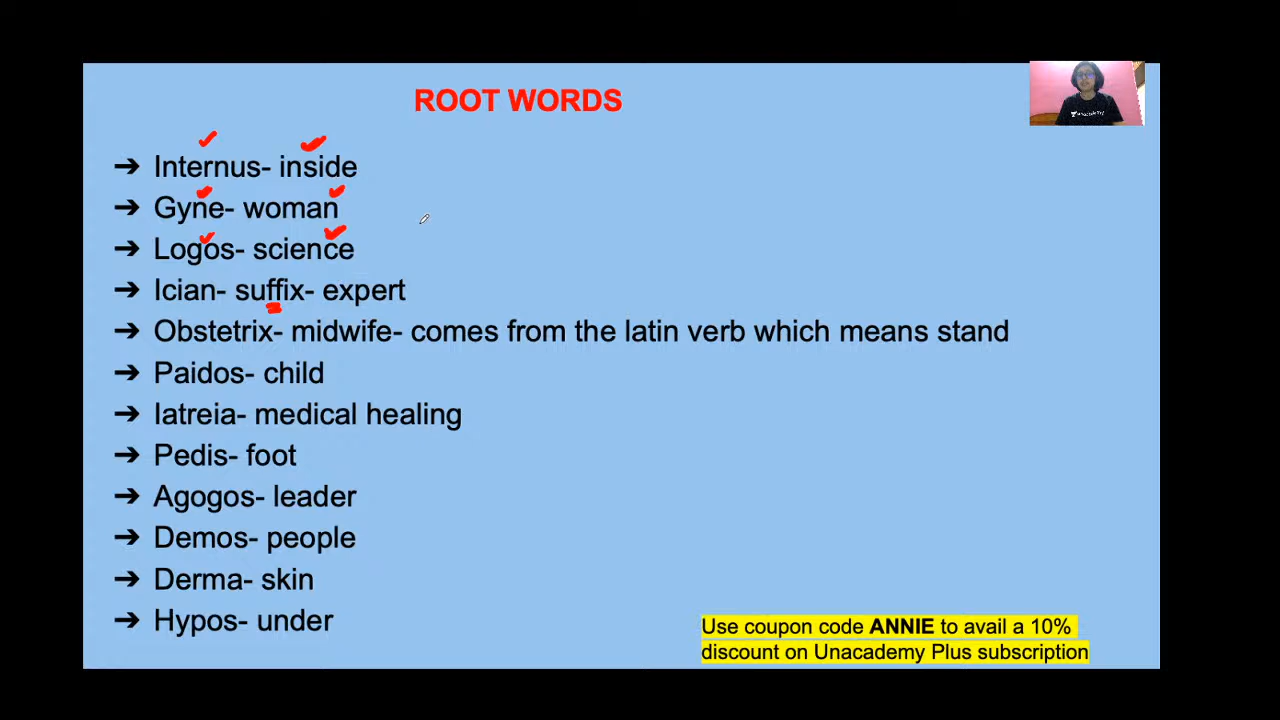 ROOT WORDS
➔ Internus- inside
➔ Gyne- woman
➔ Logos- science
➔ Ician- suffix- expert
➔ Obstetrix- midwife- comes from the latin verb which means stand
➔ Paidos- child
➔ Iatreia- medical healing
➔ Pedis- foot
➔ Agogos- leader
➔ Demos- people
➔ Derma- skin
➔ Hypos- under
Use coupon code ANNIE to avail a 10%
discount on Unacademy Plus subscription